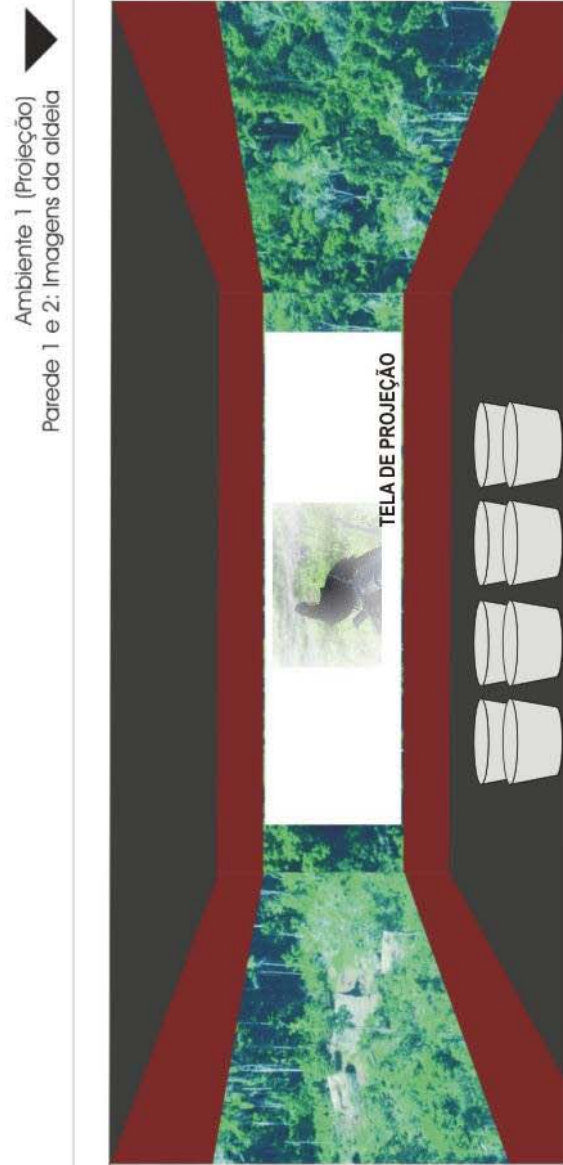 Ambiente 1 (Projeção)
Parede 1 e 2: Imagens da aldeia
TELA DE PROJEÇÃO